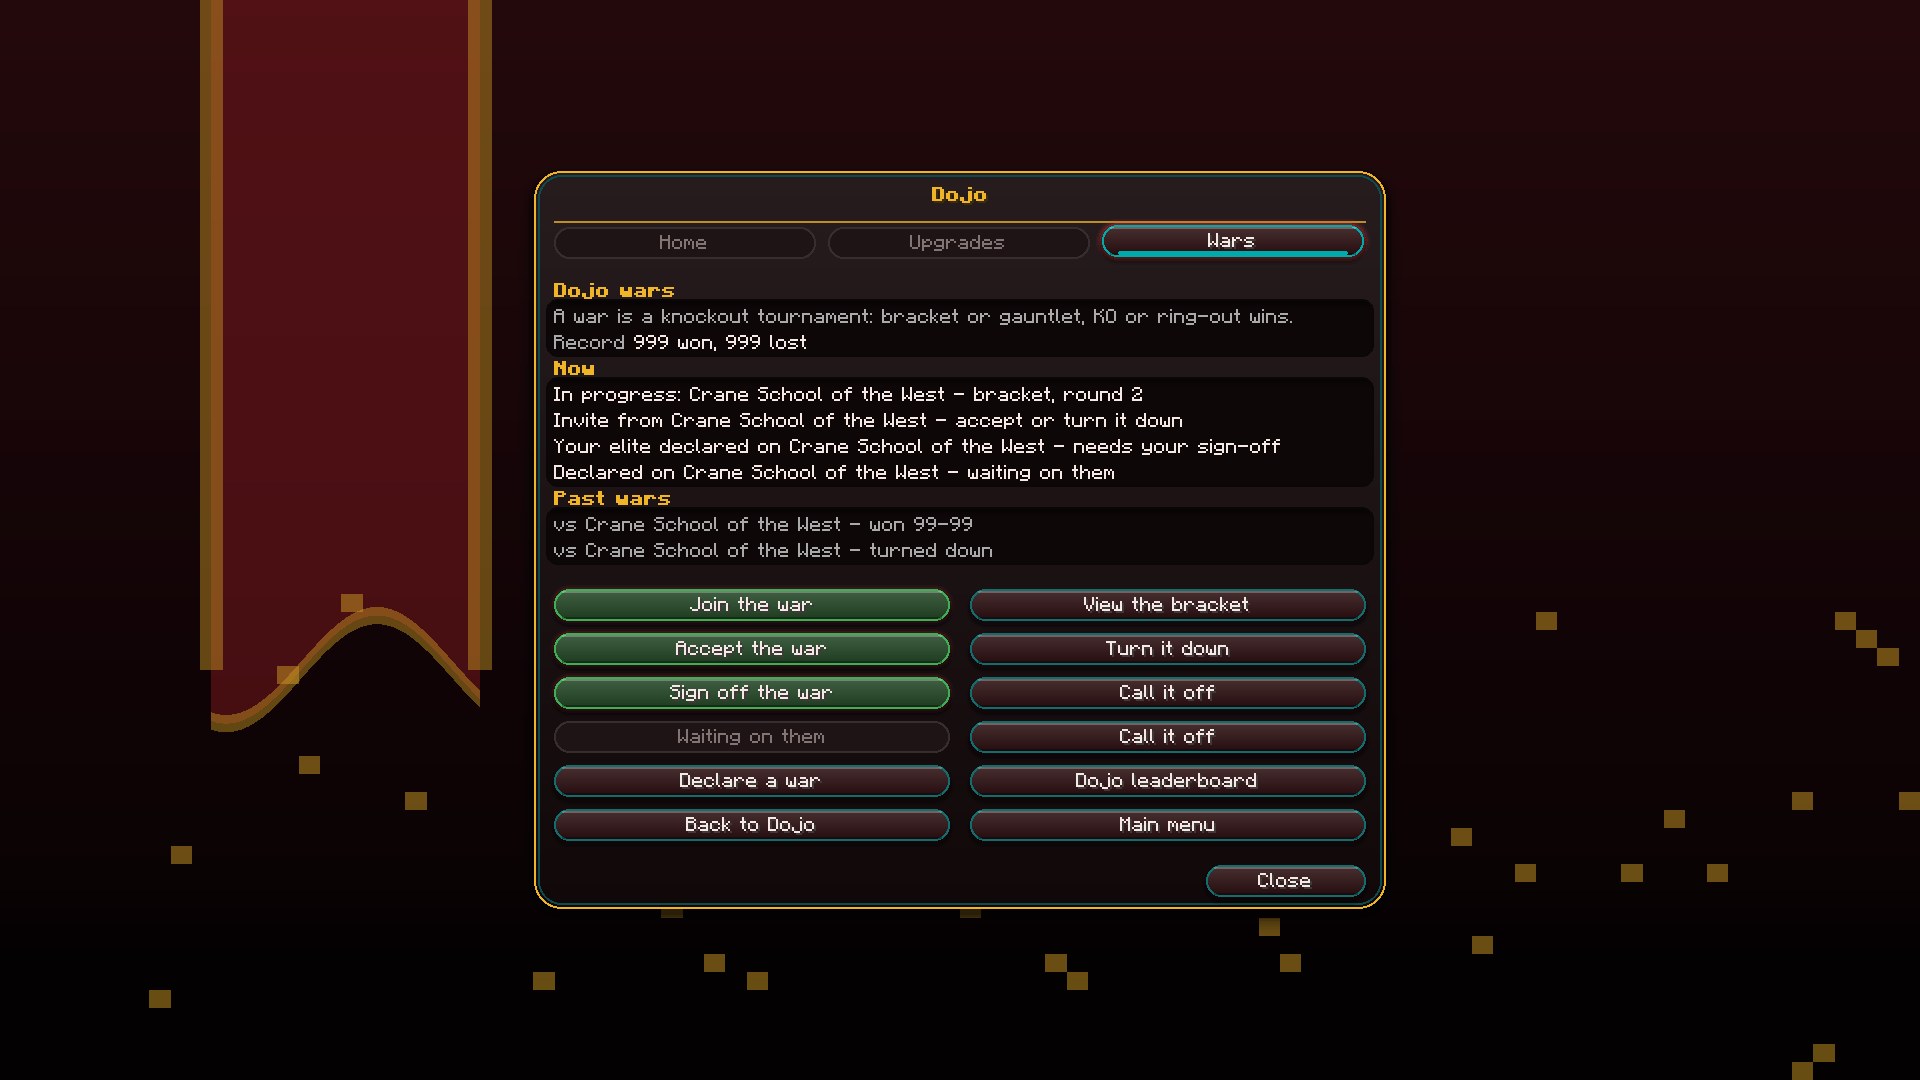 Dojo
Home Upgrades Wars
Dojo wars
A war is a knockout tournament: bracket or gauntlet, KO or ring-out wins.
Record 999 won, 999 lost
Now
In progress: Crane School of the West - bracket, round 2
Invite from Crane School of the West - accept or turn it down
Your elite declared on Crane School of the West - needs your sign-off
Declared on Crane School of the West - waiting on them
Past wars
vs Crane School of the West - won 99-99
vs Crane School of the West - turned down
Join the war View the bracket
Accept the war Turn it down
Sign off the war Call it off
Waiting on them Call it off
Declare a war Dojo leaderboard
Back to Dojo Main menu
Close